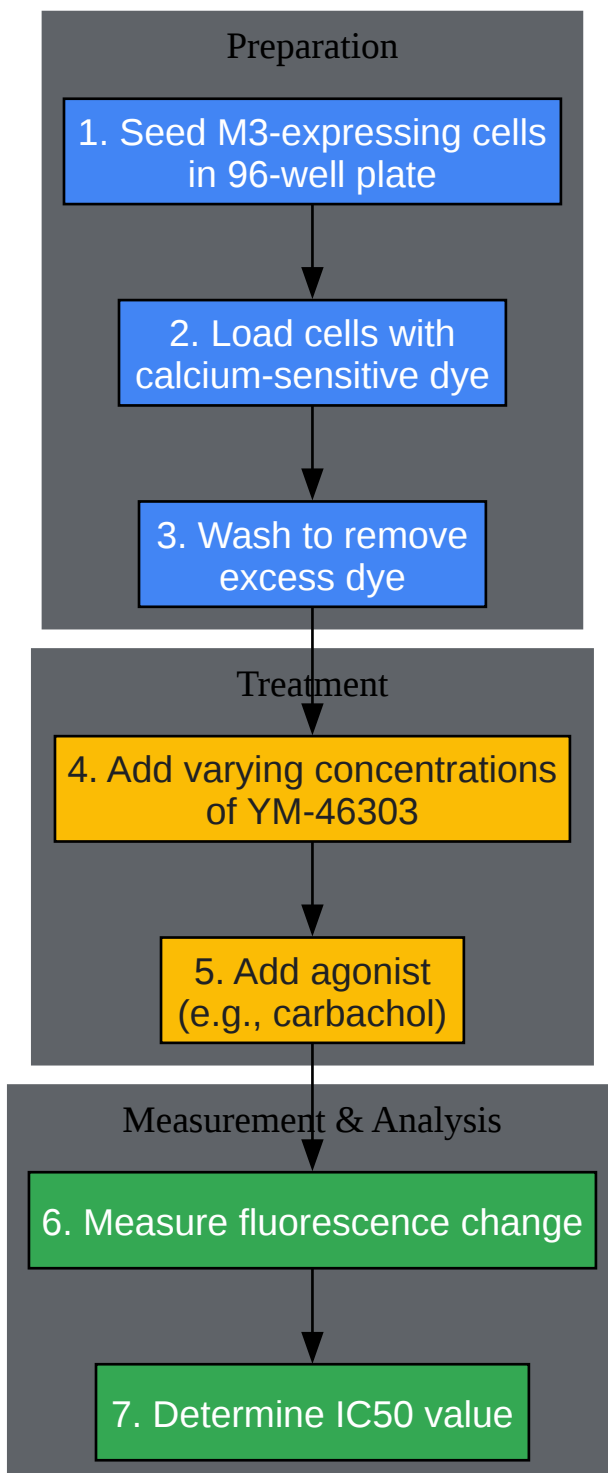 Preparation
1. Seed M3-expressing cells
in 96-well plate
2. Load cells with
calcium-sensitive dye
3. Wash to remove
excess dye
Treatment
4. Add varying concentrations
of YM-46303
5. Add agonist
(e.g., carbachol)
Measurement & Analysis
6. Measure fluorescence change
7. Determine IC50 value